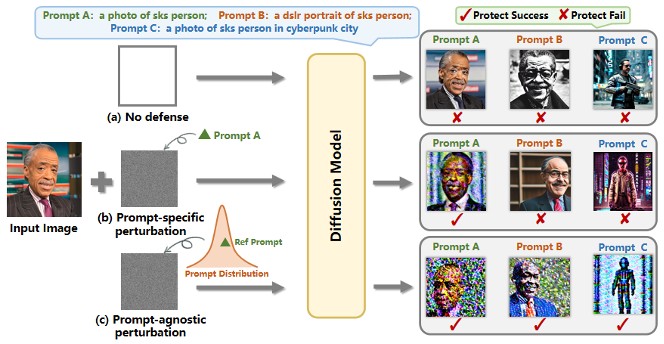 Prompt A: a photo of sks person; Prompt B: a dslr portrait of sks person;
Prompt C: a photo of sks person in cyberpunk city
✓ Protect Success ✗ Protect Fail
Prompt A Prompt B Prompt C
(a) No defense
Prompt A
Input Image
(b) Prompt-specific
perturbation
Diffusion Model
Prompt A Prompt B Prompt C
Ref Prompt
Prompt Distribution
(c) Prompt-agnostic
perturbation
Prompt A Prompt B Prompt C